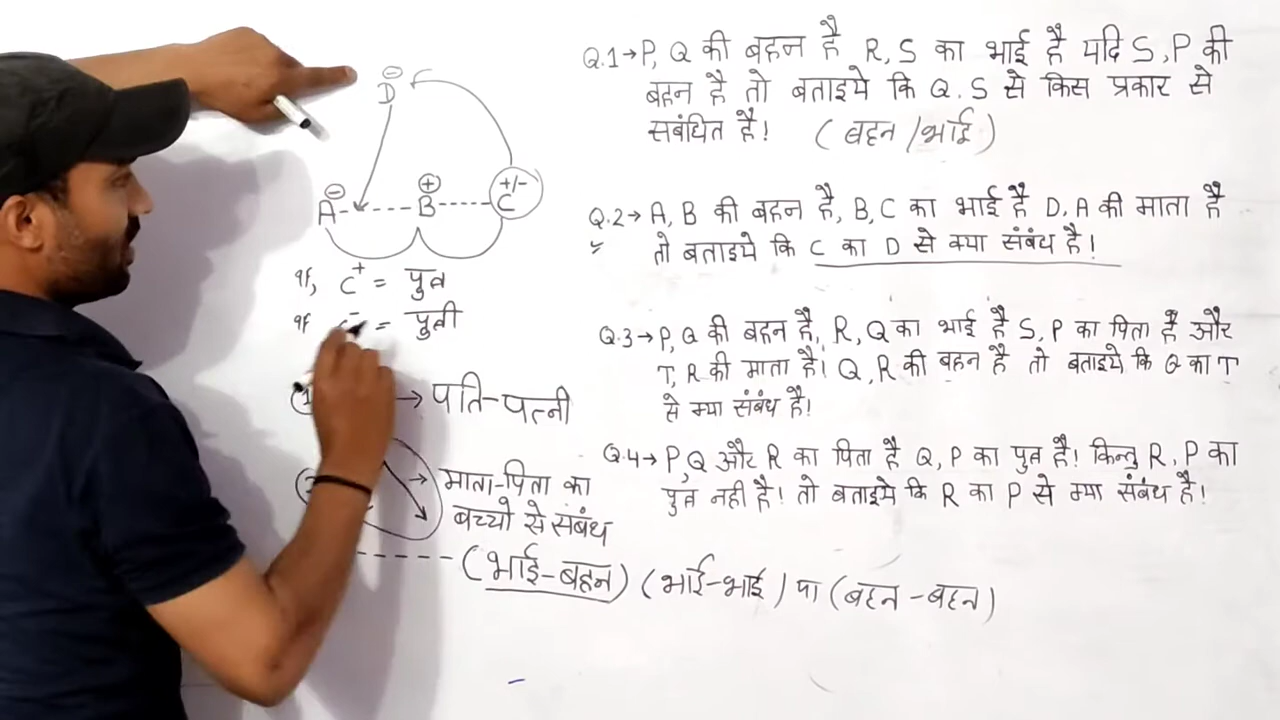 Q.1→ P, Q की बहन है R, S का भाई है यदि S, P की
बहन है तो बताइये कि Q. S से किस प्रकार से
सबंधित है! (बहन /भाई)
Q.2→ A, B की बहन है, B, C का भाई है D, A की माता है
तो बताइये कि C का D से क्या संबंध है!
Q.3→ P, Q की बहन है, R, Q का भाई है S, P का पिता है और
T, R की माता है। Q, R की बहन है तो बताइये कि Q का T
से क्या संबंध है!
Q.4→ P, Q और R का पिता है Q, P का पुत्र है! किन्तु R, P का
पुत्र नही है! तो बताइये कि R का P से क्या संबंध है!
- D
- + +/-
A------B-----C
if, C+ = पुत्र
if C- = पुत्री
→ पति-पत्नी
→ माता-पिता का
बच्चो से संबंध
------ (भाई-बहन) (भाई-भाई) या (बहन-बहन)